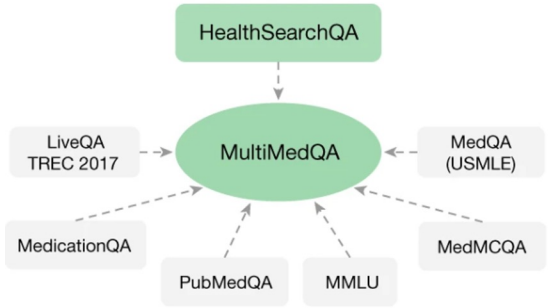 HealthSearchQA
LiveQA
TREC 2017
MultiMedQA
MedQA
(USMLE)
MedicationQA
MedMCQA
PubMedQA
MMLU